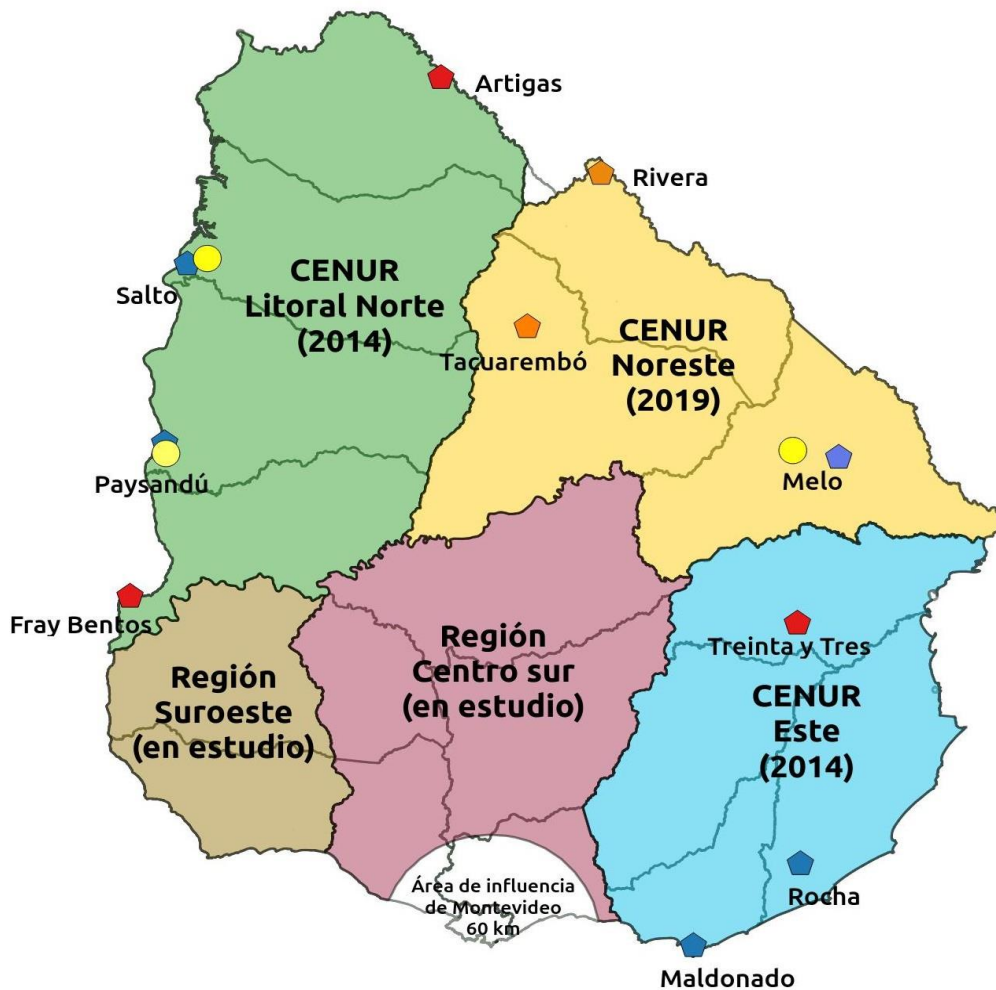 Artigas
Rivera
CENUR
Litoral Norte
(2014)
Salto
CENUR
Noreste
(2019)
Tacuarembó
Paysandú
Melo
Fray Bentos
Región
Suroeste
(en estudio)
Región
Centro sur
(en estudio)
Treinta y Tres
CENUR
Este
(2014)
Área de influencia
de Montevideo
60 km
Rocha
Maldonado